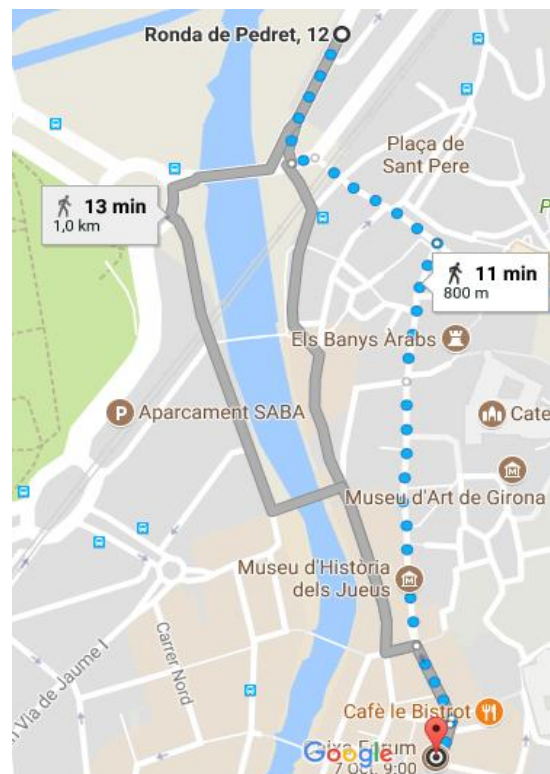 Ronda de Pedret, 12
Plaça de
Sant Pere
13 min
1,0 km
11 min
800 m
Els Banys Àrabs
P Aparcament SABA
Cate
Museu d'Art de Girona
Museu d'Història
dels Jueus
Carrer Nord
n Via de Jaume I
Cafè le Bistrot
ixa Forum
Google
7 Oct, 9:00